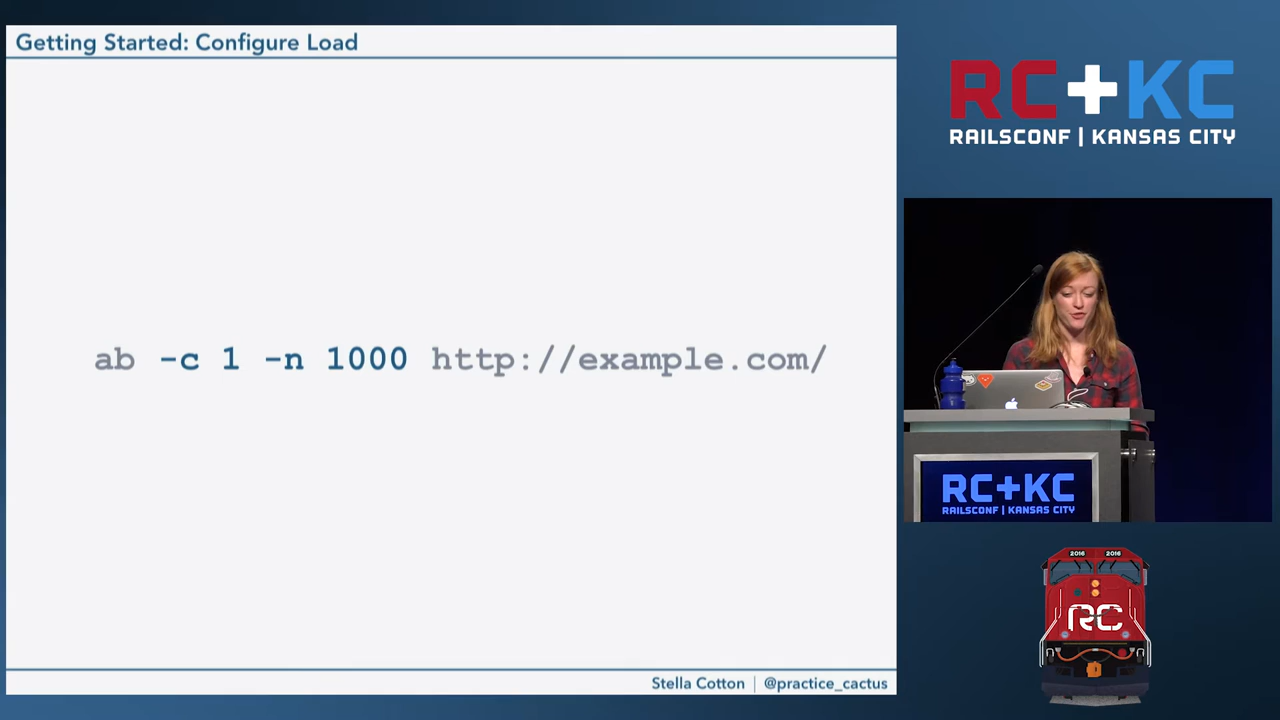 Getting Started: Configure Load
ab -c 1 -n 1000 http://example.com/
Stella Cotton | @practice_cactus
RC+KC
RAILSCONF | KANSAS CITY
RC+KC
RAILSCONF | KANSAS CITY
2016 2016
RC